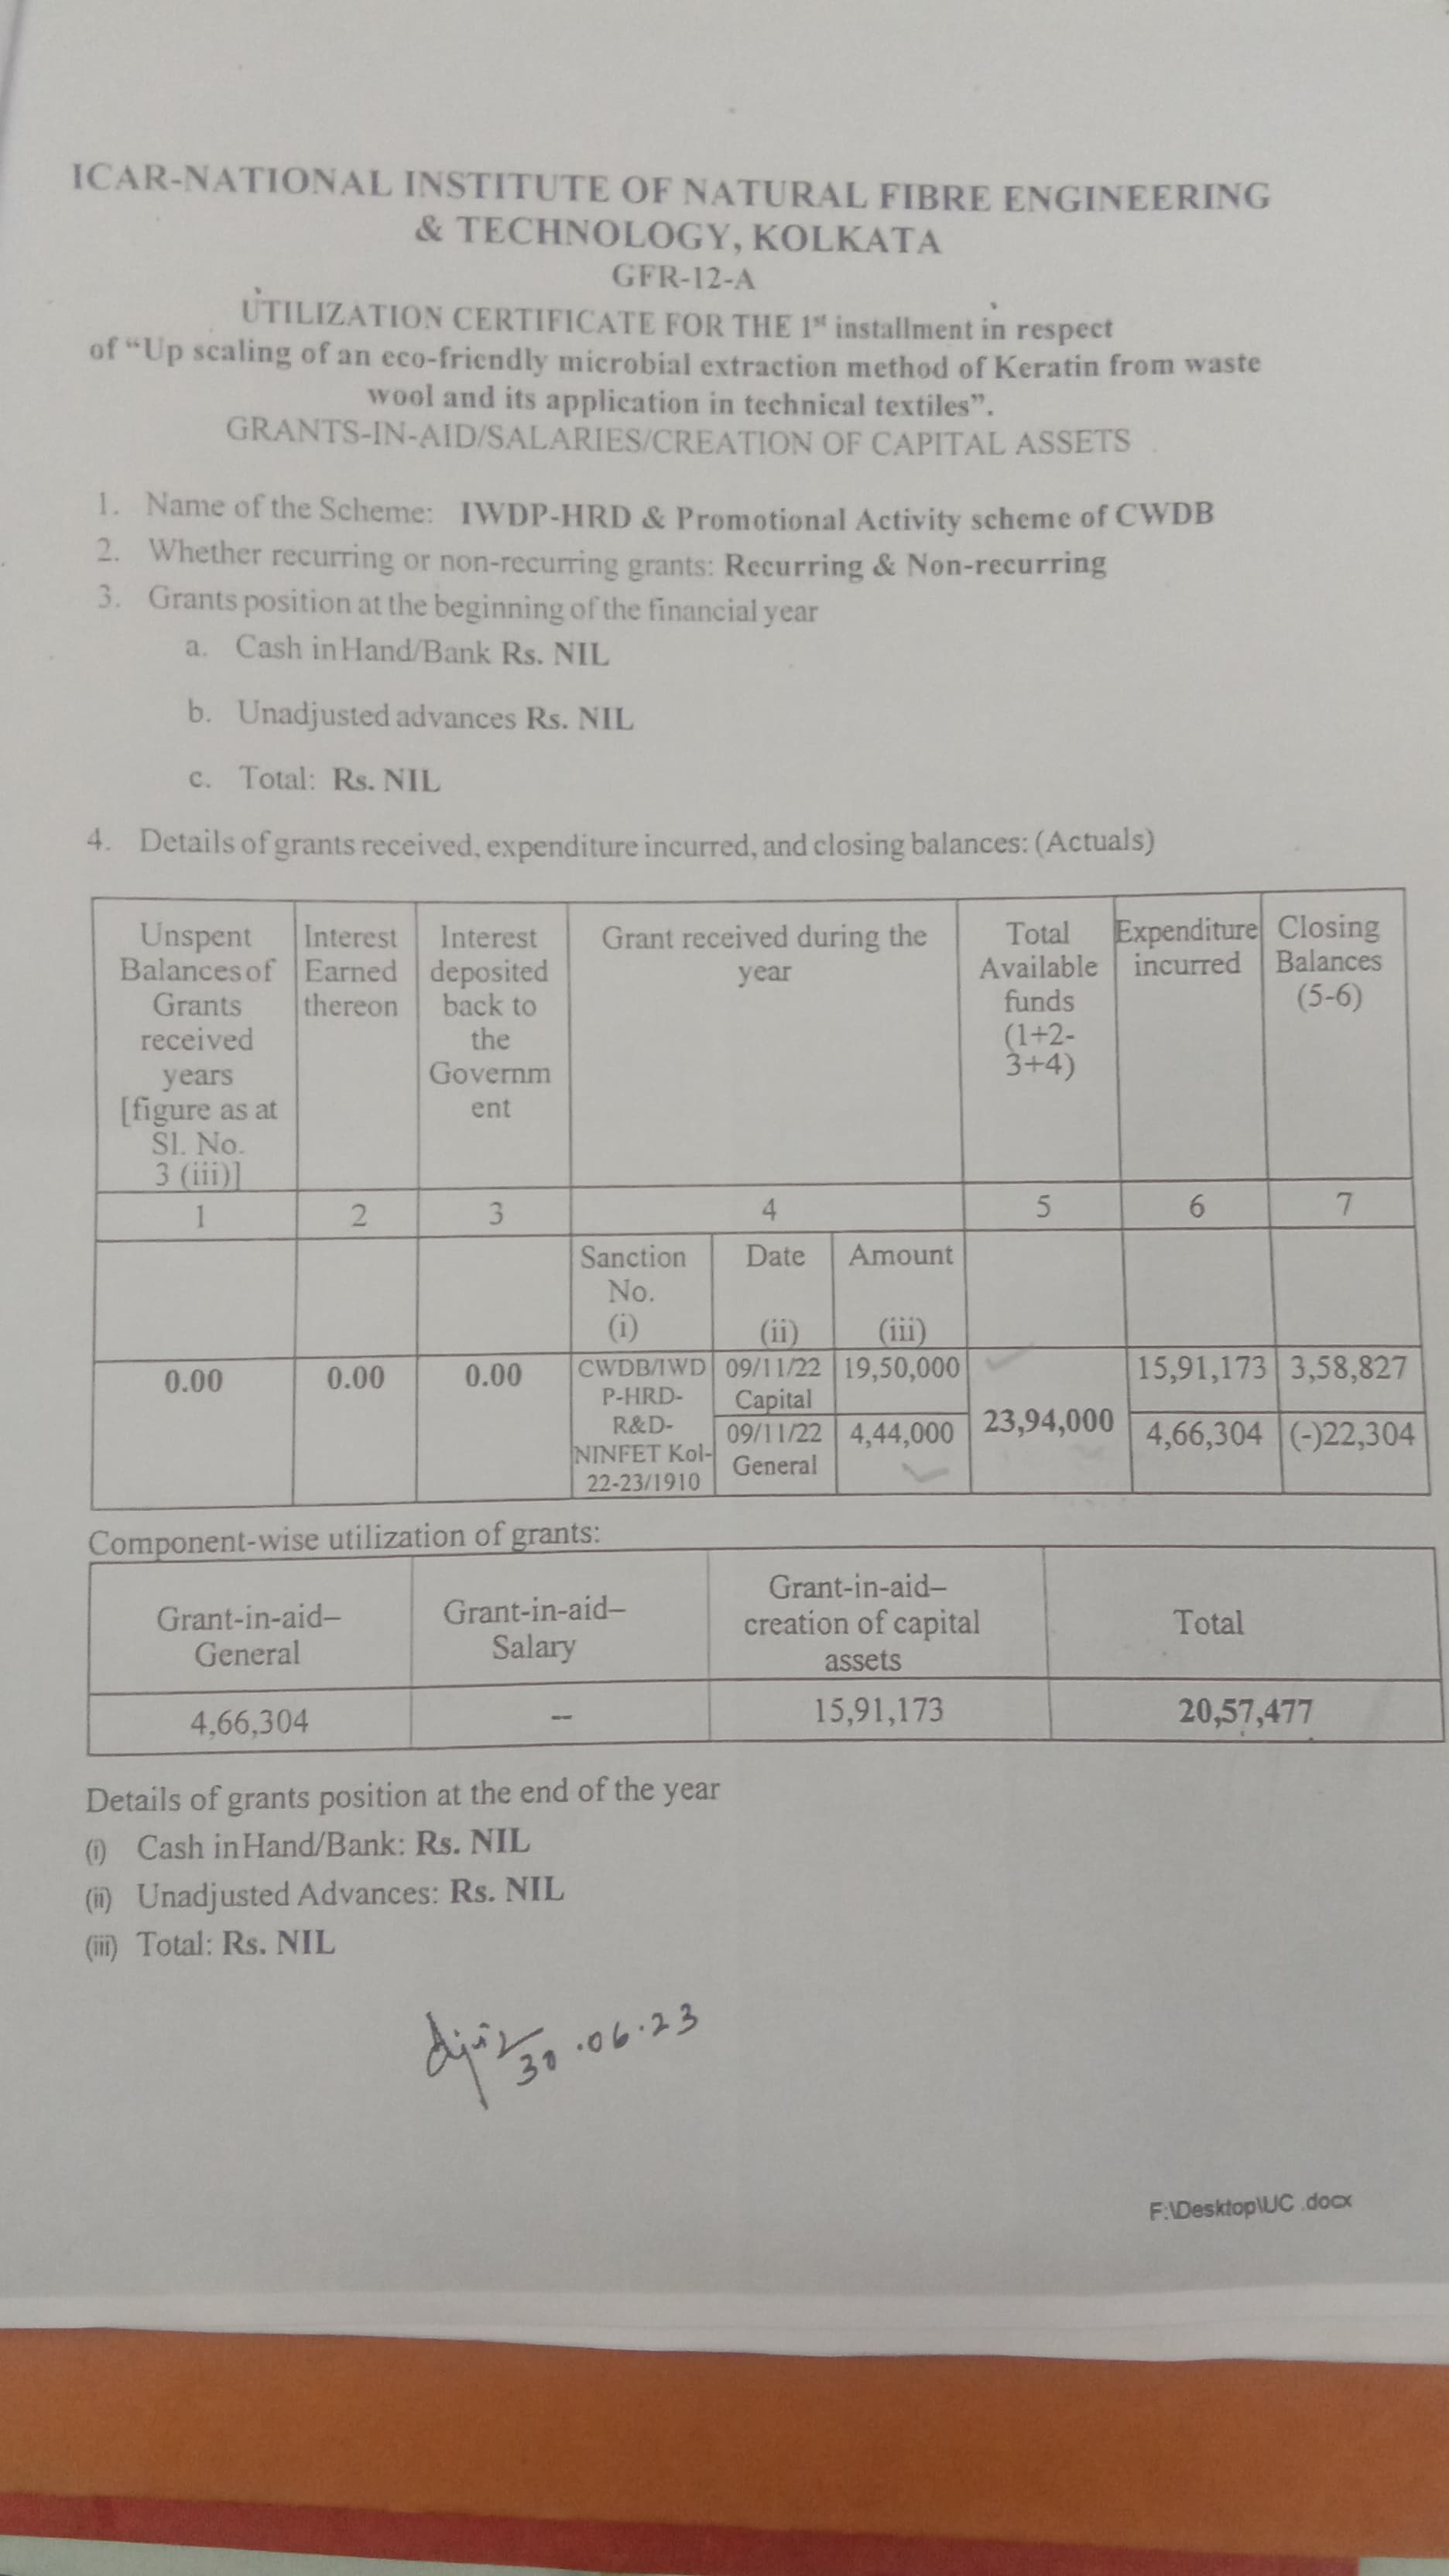 ICAR-NATIONAL INSTITUTE OF NATURAL FIBRE ENGINEERING
& TECHNOLOGY, KOLKATA
GFR-12-A
UTILIZATION CERTIFICATE FOR THE 1st installment in respect
of “Up scaling of an eco-friendly microbial extraction method of Keratin from waste
wool and its application in technical textiles”.
GRANTS-IN-AID/SALARIES/CREATION OF CAPITAL ASSETS
1. Name of the Scheme: IWDP-HRD & Promotional Activity scheme of CWDB
2. Whether recurring or non-recurring grants: Recurring & Non-recurring
3. Grants position at the beginning of the financial year
a. Cash in Hand/Bank Rs. NIL
b. Unadjusted advances Rs. NIL
c. Total: Rs. NIL
4. Details of grants received, expenditure incurred, and closing balances: (Actuals)
Unspent
Balances of
Grants
received
years
[figure as at
Sl. No.
3 (iii)]
Interest
Earned
thereon
Interest
deposited
back to
the
Governm
ent
Grant received during the
year
Total
Available
funds
(1+2-
3+4)
Expenditure
incurred
Closing
Balances
(5-6)
1 2 3 4 5 6 7
Sanction
No.
(i)
Date
(ii)
Amount
(iii)
0.00 0.00 0.00
CWDB/IWD
P-HRD-
R&D-
NINFET Kol-
22-23/1910
09/11/22
Capital
19,50,000
09/11/22
General
4,44,000
23,94,000
15,91,173 3,58,827
4,66,304 (-)22,304
Component-wise utilization of grants:
Grant-in-aid–
General
Grant-in-aid–
Salary
Grant-in-aid–
creation of capital
assets
Total
4,66,304 -- 15,91,173 20,57,477
Details of grants position at the end of the year
(i) Cash in Hand/Bank: Rs. NIL
(ii) Unadjusted Advances: Rs. NIL
(iii) Total: Rs. NIL
30.06.23
F:\Desktop\UC .docx